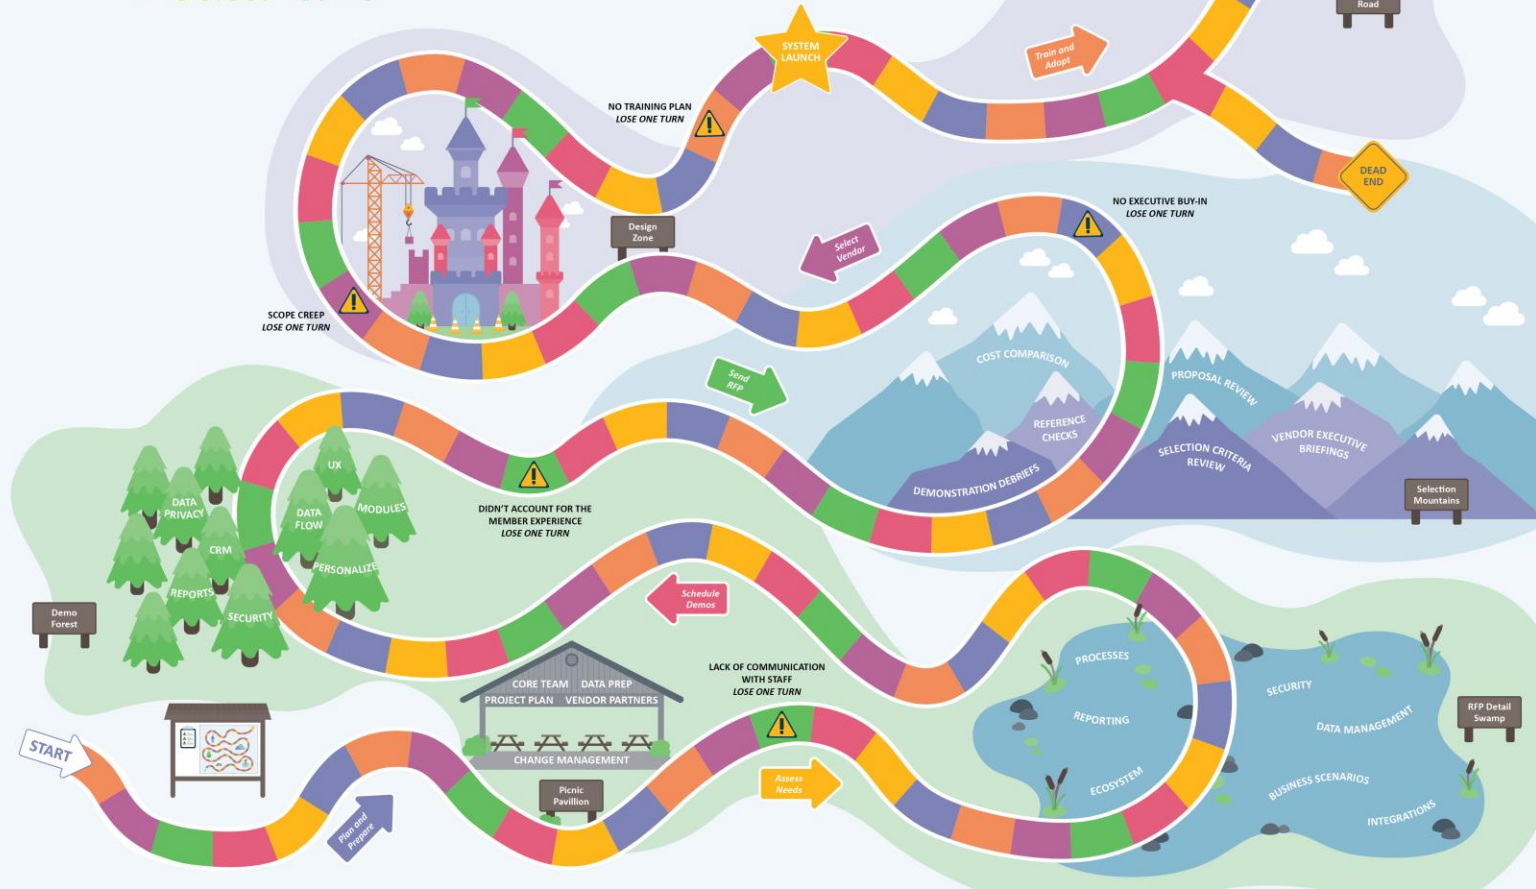 Road
SYSTEM
LAUNCH
Train and
Adopt
NO TRAINING PLAN
LOSE ONE TURN
DEAD
END
NO EXECUTIVE BUY-IN
LOSE ONE TURN
Design
Zone
Select
Vendor
SCOPE CREEP
LOSE ONE TURN
COST COMPARISON
PROPOSAL REVIEW
Send
RFP
REFERENCE
CHECKS
VENDOR EXECUTIVE
BRIEFINGS
SELECTION CRITERIA
REVIEW
DEMONSTRATION DEBRIEFS
Selection
Mountains
UX
DATA
PRIVACY
DATA
FLOW
MODULES
CRM
PERSONALIZE
REPORTS
SECURITY
Demo
Forest
DIDN'T ACCOUNT FOR THE
MEMBER EXPERIENCE
LOSE ONE TURN
Schedule
Demos
LACK OF COMMUNICATION
WITH STAFF
LOSE ONE TURN
CORE TEAM DATA PREP
PROJECT PLAN VENDOR PARTNERS
CHANGE MANAGEMENT
Picnic
Pavillion
PROCESSES
REPORTING
ECOSYSTEM
SECURITY
DATA MANAGEMENT
BUSINESS SCENARIOS
INTEGRATIONS
RFP Detail
Swamp
START
Plan and
Prepare
Assess
Needs